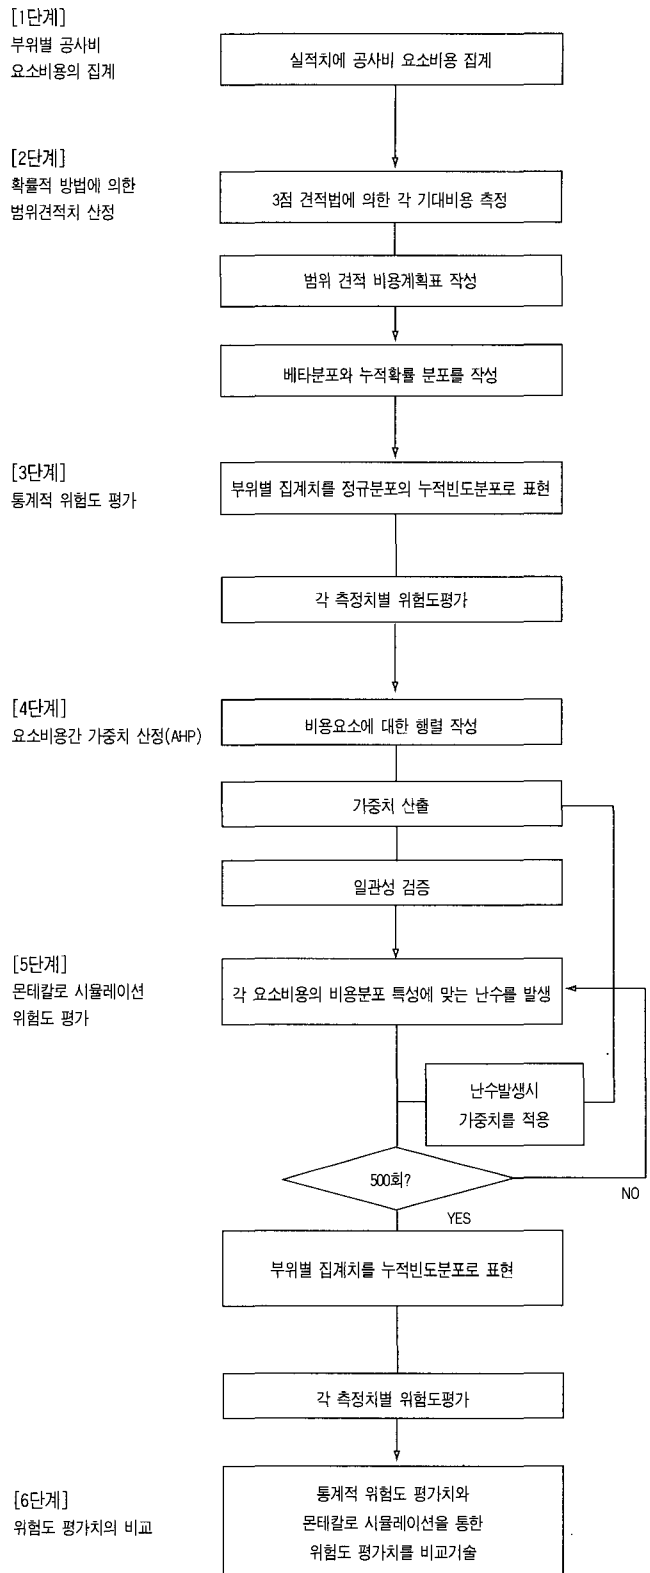 [1단계]
부위별 공사비
요소비용의 집계
실적치에 공사비 요소비용 집계
[2단계]
확률적 방법에 의한
범위견적치 산정
3점 견적법에 의한 각 기대비용 측정
범위 견적 비용계획표 작성
베타분포와 누적확률 분포를 작성
[3단계]
통계적 위험도 평가
부위별 집계치를 정규분포의 누적빈도분포로 표현
각 측정치별 위험도평가
[4단계]
요소비용간 가중치 산정(AHP)
비용요소에 대한 행렬 작성
가중치 산출
일관성 검증
[5단계]
몬테칼로 시뮬레이션
위험도 평가
각 요소비용의 비용분포 특성에 맞는 난수를 발생
난수발생시
가중치를 적용
500회?
NO
YES
부위별 집계치를 누적빈도분포로 표현
각 측정치별 위험도평가
[6단계]
위험도 평가치의 비교
통계적 위험도 평가치와
몬테칼로 시뮬레이션을 통한
위험도 평가치를 비교기술